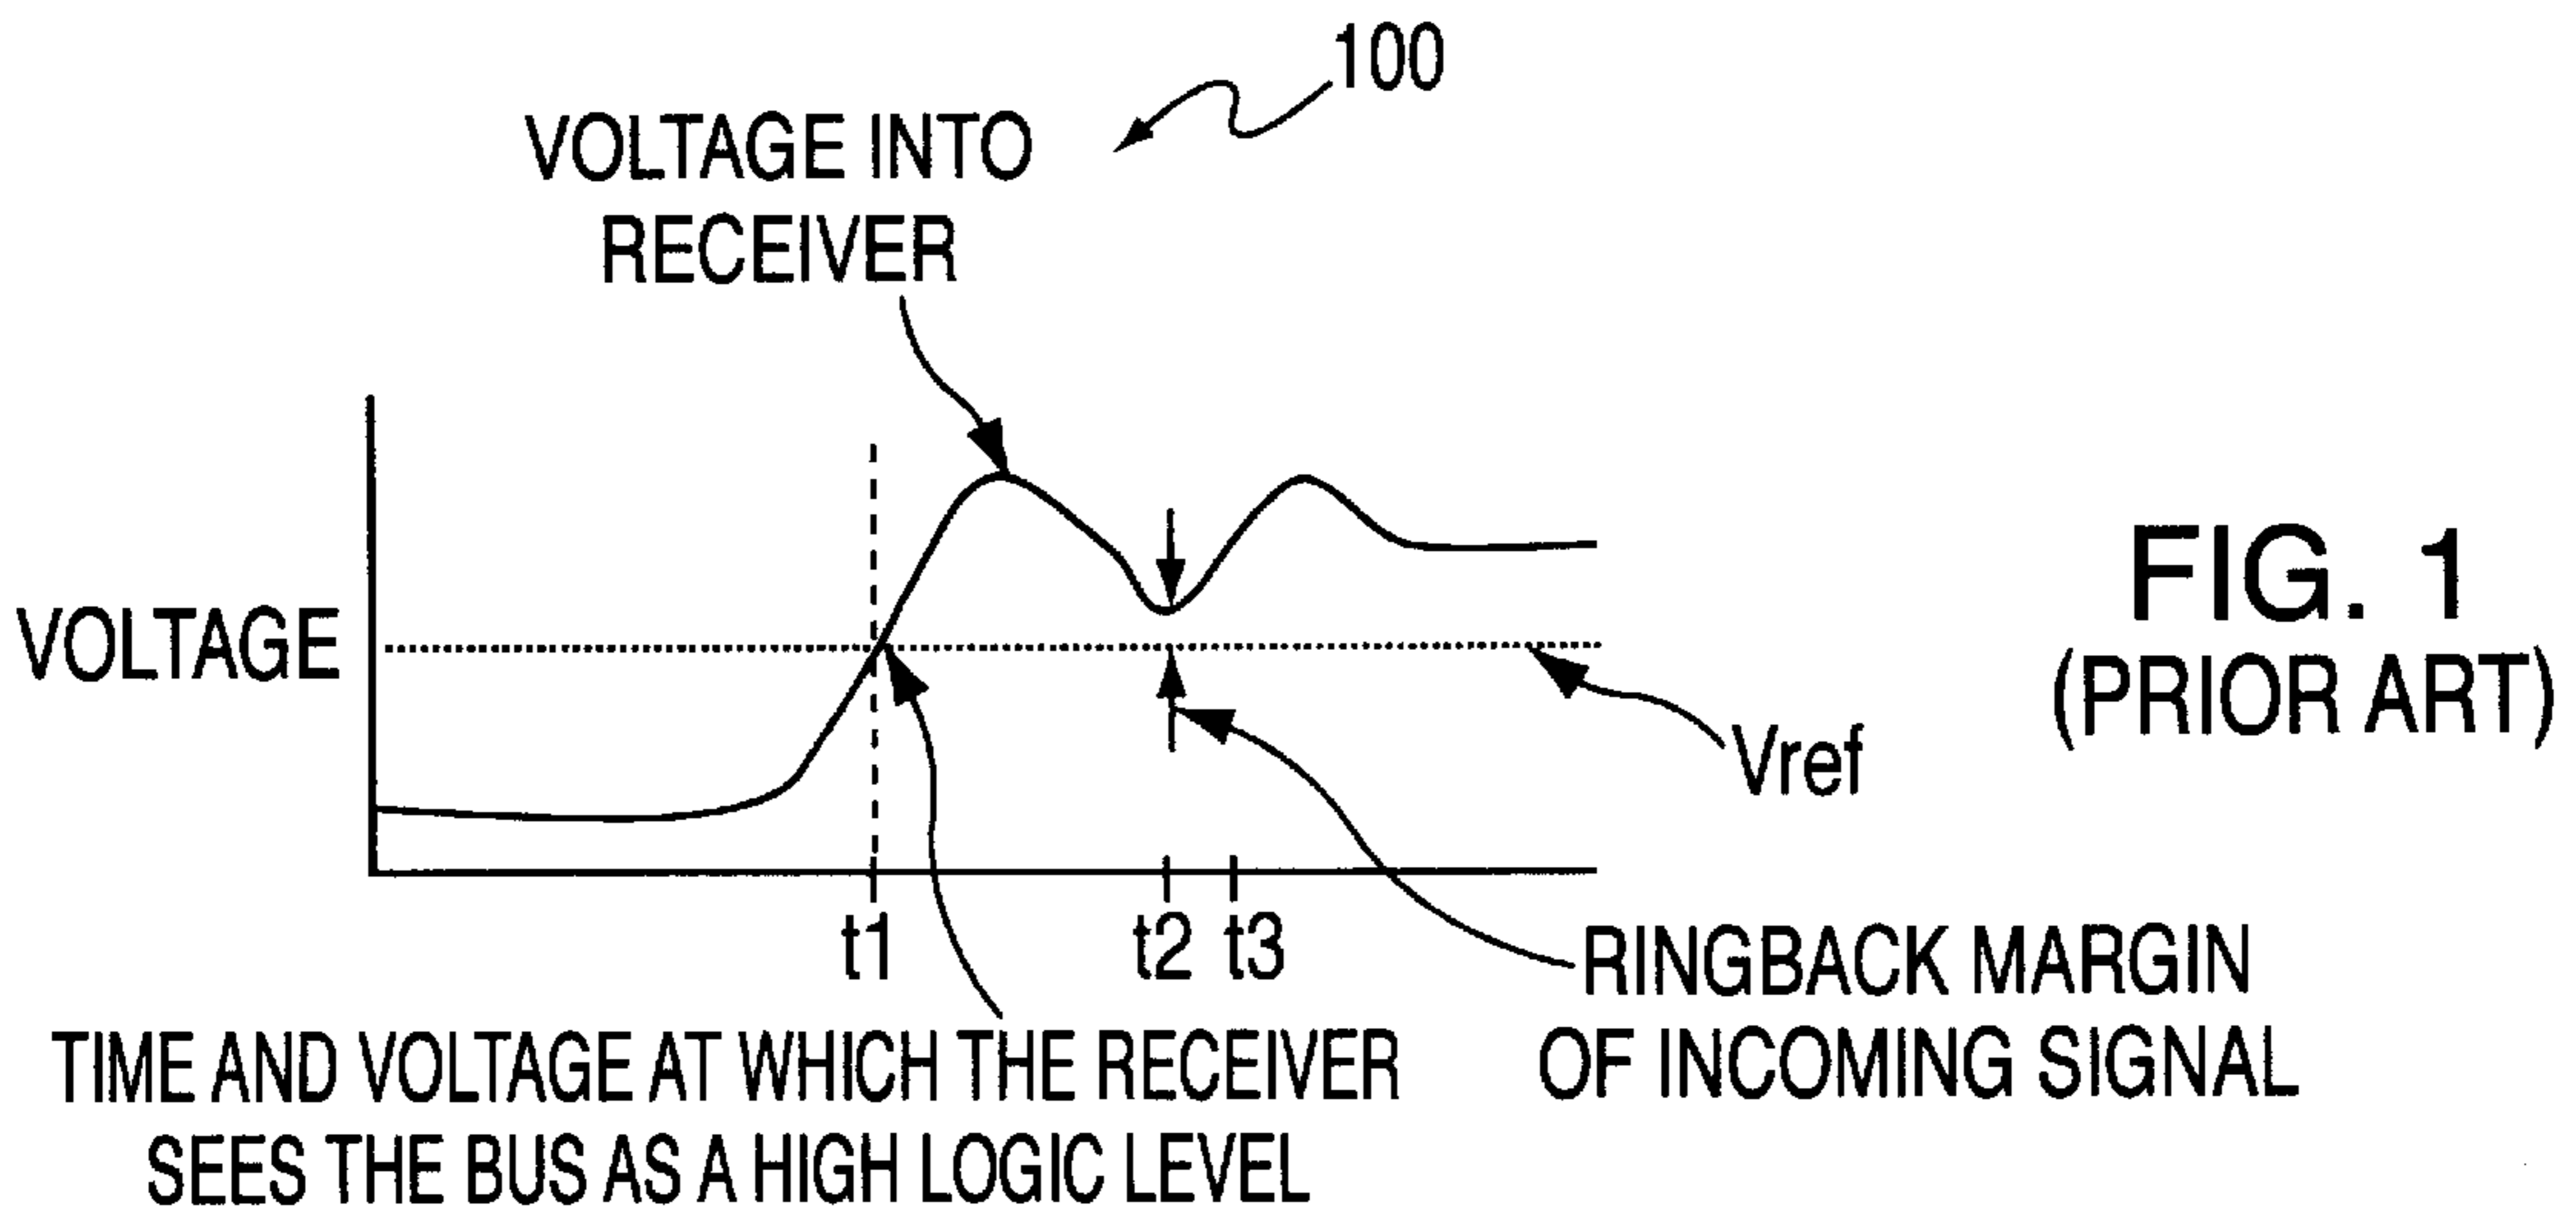 100
VOLTAGE INTO
RECEIVER
VOLTAGE
FIG. 1
(PRIOR ART)
Vref
t1
t2
t3
RINGBACK MARGIN
OF INCOMING SIGNAL
TIME AND VOLTAGE AT WHICH THE RECEIVER
SEES THE BUS AS A HIGH LOGIC LEVEL